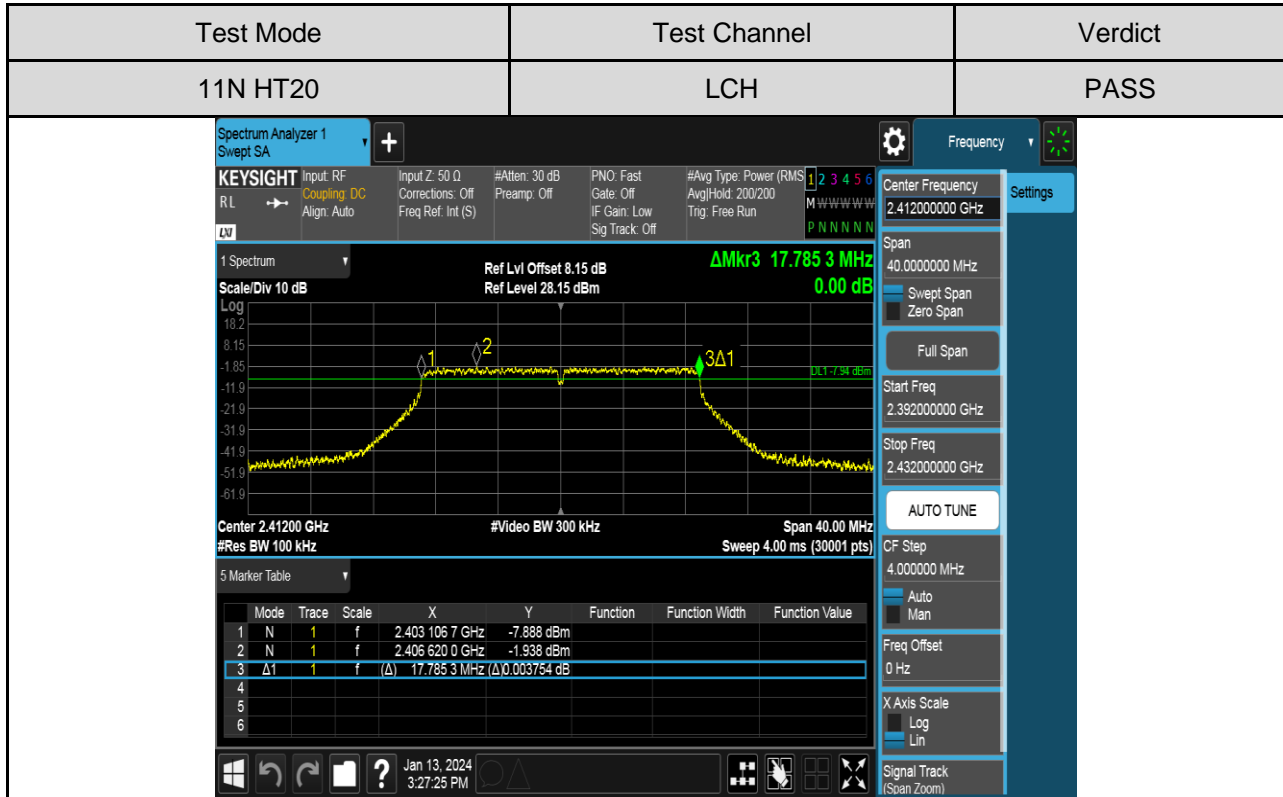 Test Mode Test Channel Verdict
11N HT20 LCH PASS
Spectrum Analyzer 1
Swept SA
+
Frequency
KEYSIGHT
RL
LXI
Input: RF
Coupling: DC
Align: Auto
Input Z: 50 Ω
Corrections: Off
Freq Ref: Int (S)
#Atten: 30 dB
Preamp: Off
PNO: Fast
Gate: Off
IF Gain: Low
Sig Track: Off
#Avg Type: Power (RMS
Avg|Hold: 200/200
Trig: Free Run
1 2 3 4 5 6
M W W W W W
P N N N N N
1 Spectrum
Scale/Div 10 dB
Ref Lvl Offset 8.15 dB
Ref Level 28.15 dBm
ΔMkr3 17.785 3 MHz
0.00 dB
Log
18.2
8.15
-1.85
-11.9
-21.9
-31.9
-41.9
-51.9
-61.9
1
2
3Δ1
DL1 -7.94 dBm
Center 2.41200 GHz #Video BW 300 kHz Span 40.00 MHz
#Res BW 100 kHz Sweep 4.00 ms (30001 pts)
5 Marker Table
Mode Trace Scale X Y Function Function Width Function Value
1 N 1 f 2.403 106 7 GHz -7.888 dBm
2 N 1 f 2.406 620 0 GHz -1.938 dBm
3 Δ1 1 f (Δ) 17.785 3 MHz (Δ)0.003754 dB
4
5
6
?
Jan 13, 2024
3:27:25 PM
Center Frequency
2.412000000 GHz
Settings
Span
40.0000000 MHz
Swept Span
Zero Span
Full Span
Start Freq
2.392000000 GHz
Stop Freq
2.432000000 GHz
AUTO TUNE
CF Step
4.000000 MHz
Auto
Man
Freq Offset
0 Hz
X Axis Scale
Log
Lin
Signal Track
(Span Zoom)